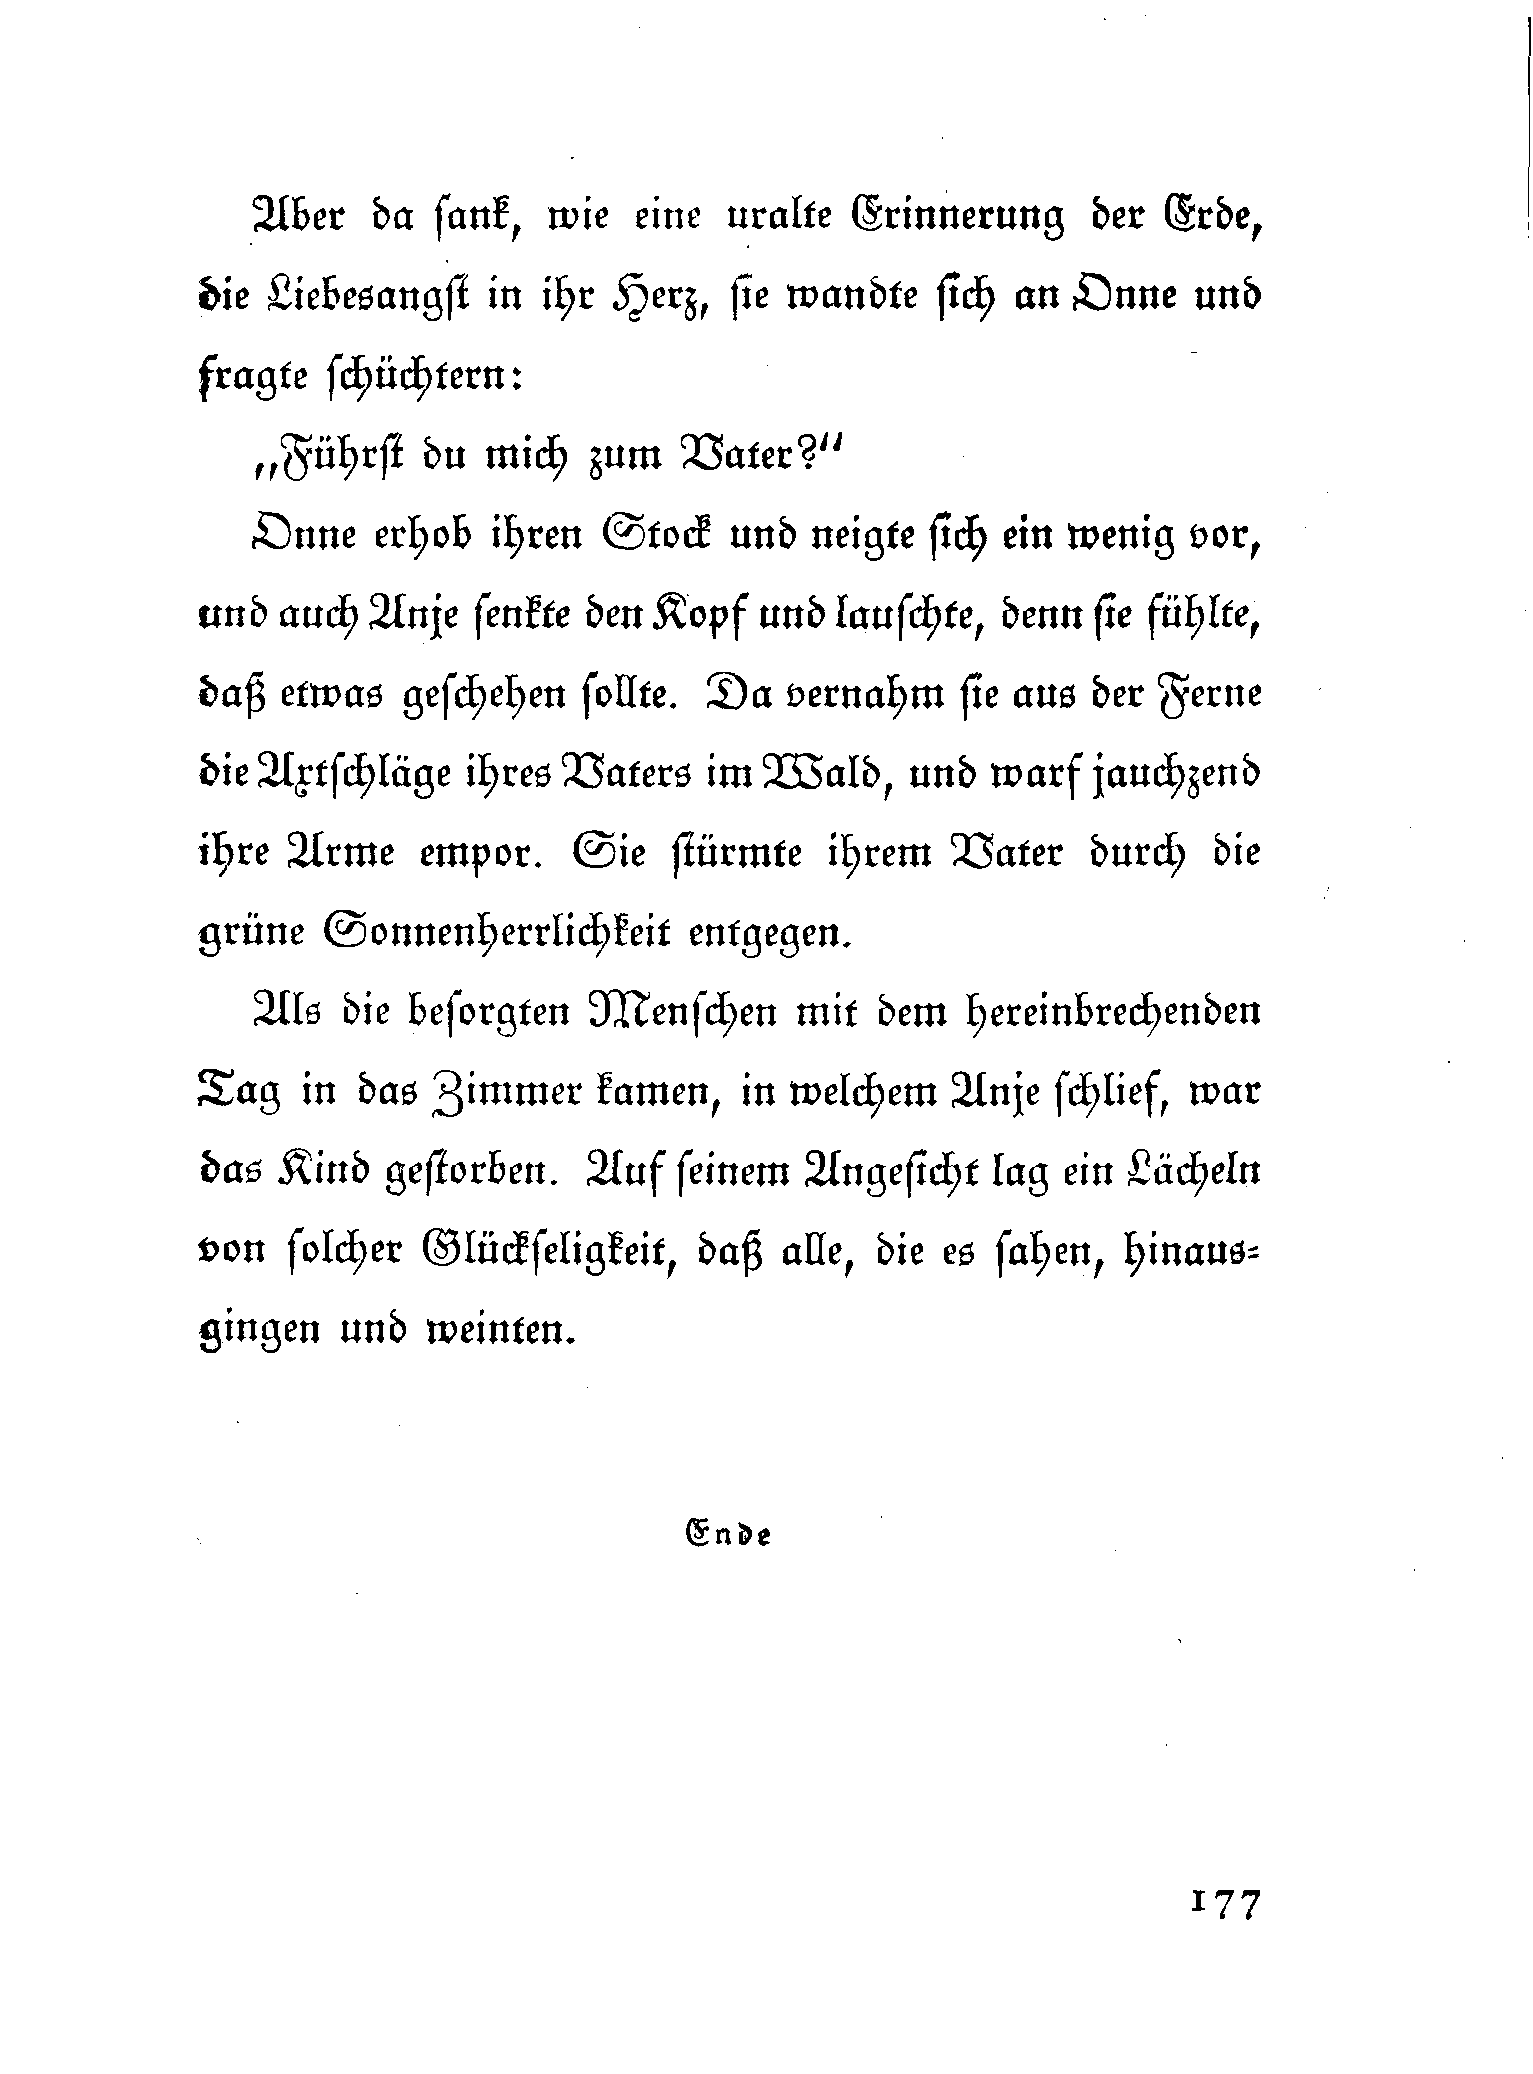 Aber da sank, wie eine uralte Erinnerung der Erde,
die Liebesangst in ihr Herz, sie wandte sich an Onne und
fragte schüchtern:
„Führst du mich zum Vater?“
Onne erhob ihren Stock und neigte sich ein wenig vor,
und auch Anje senkte den Kopf und lauschte, denn sie fühlte,
daß etwas geschehen sollte. Da vernahm sie aus der Ferne
die Axtschläge ihres Vaters im Wald, und warf jauchzend
ihre Arme empor. Sie stürmte ihrem Vater durch die
grüne Sonnenherrlichkeit entgegen.
Als die besorgten Menschen mit dem hereinbrechenden
Tag in das Zimmer kamen, in welchem Anje schlief, war
das Kind gestorben. Auf seinem Angesicht lag ein Lächeln
von solcher Glückseligkeit, daß alle, die es sahen, hinaus-
gingen und weinten.
Ende
177